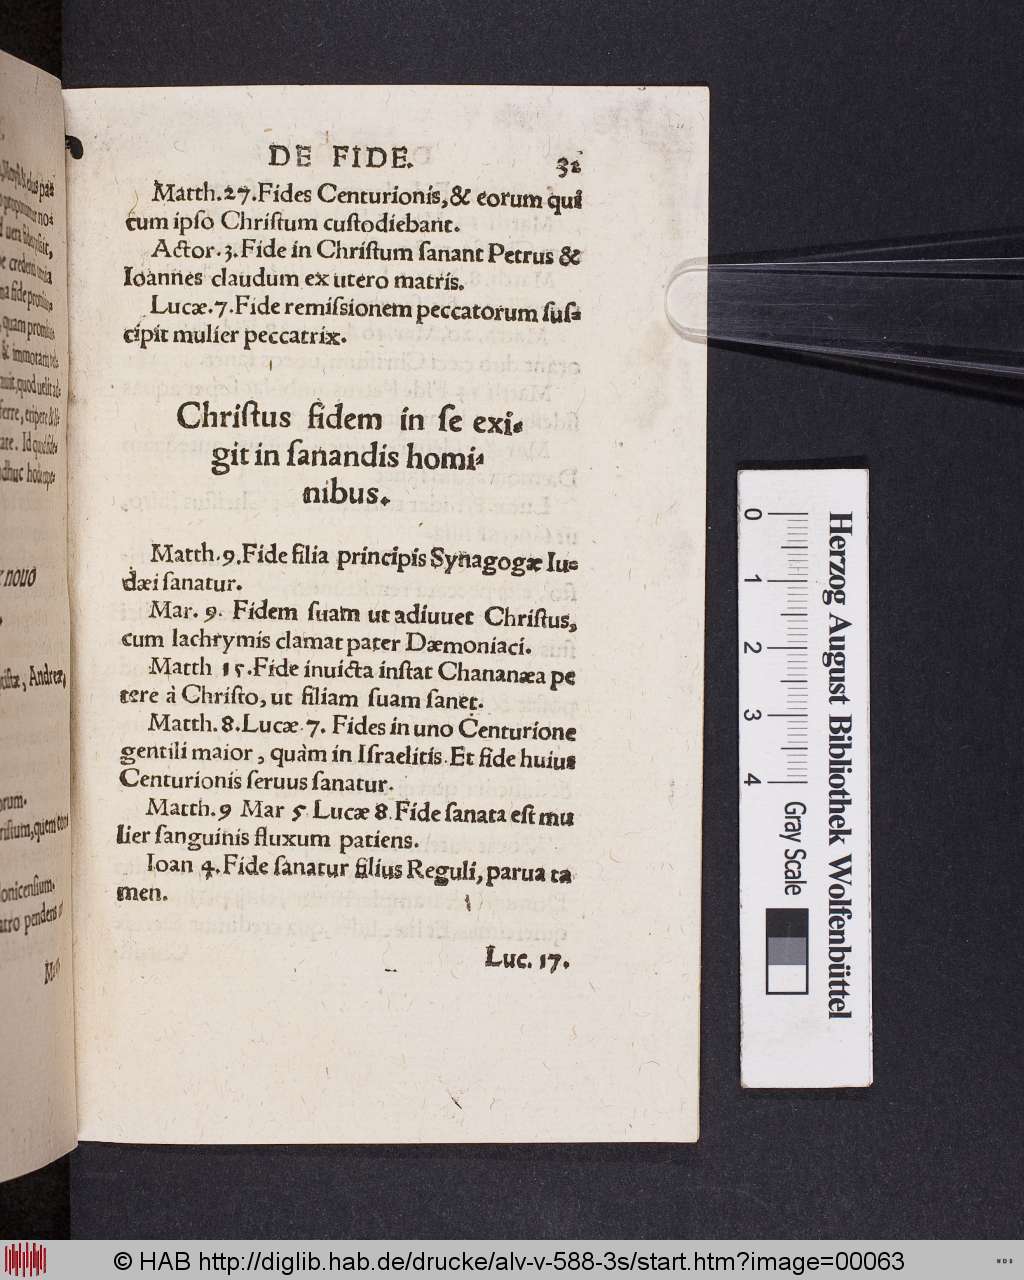 DE FIDE.
Matth.27.Fides Centurionis,& eorum qui
cum ipſo Chriſtum cuſtodiebant.
Actor.3.Fide in Chriſtum ſanant Petrus &
Ioannes claudum ex utero matris.
Lucæ.7.Fide remiſsionem peccatorum ſuſ-
cipit mulier peccatrix.
Chriſtus fidem in ſe exi-
git in ſanandis homi-
nibus.
Matth.9.Fide filia principis Synagogæ Iu-
dæi ſanatur.
Mar. 9. Fidem ſuam ut adiuuet Chriſtus,
cum lachrymis clamat pater Dæmoniaci.
Matth 15.Fide inuicta inſtat Chananæa pe
tere à Chriſto, ut filiam ſuam ſanet.
Matth.8.Lucæ 7. Fides in uno Centurione
gentili maior, quàm in Iſraelitis.Et fide huius
Centurionis ſeruus ſanatur.
Matth.9 Mar 5 Lucæ 8.Fide ſanata eſt mu
lier ſanguinis fluxum patiens.
Ioan 4.Fide ſanatur filius Reguli, parua ta
men.
Luc. 17.
nouo
Andreæ,
pendens
Herzog August Bibliothek Wolfenbüttel
0 1 2 3 4
Gray Scale
© HAB http://diglib.hab.de/drucke/alv-v-588-3s/start.htm?image=00063